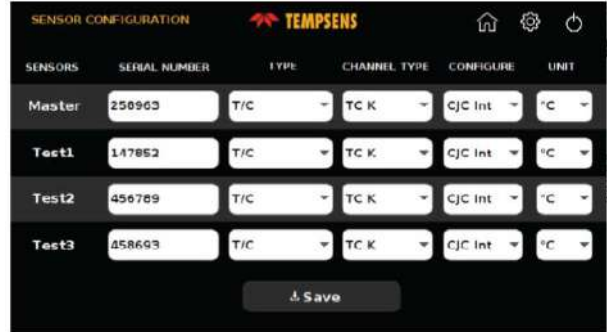 SENSOR CONFIGURATION TEMPSENS
SENSORS SERIAL NUMBER TYPE CHANNEL TYPE CONFIGURE UNIT
Master 258963 T/C TC K CJC Int °C
Test1 147852 T/C TC K CJC Int °C
Test2 456789 T/C TC K CJC Int °C
Test3 458693 T/C TC K CJC Int °C
Save